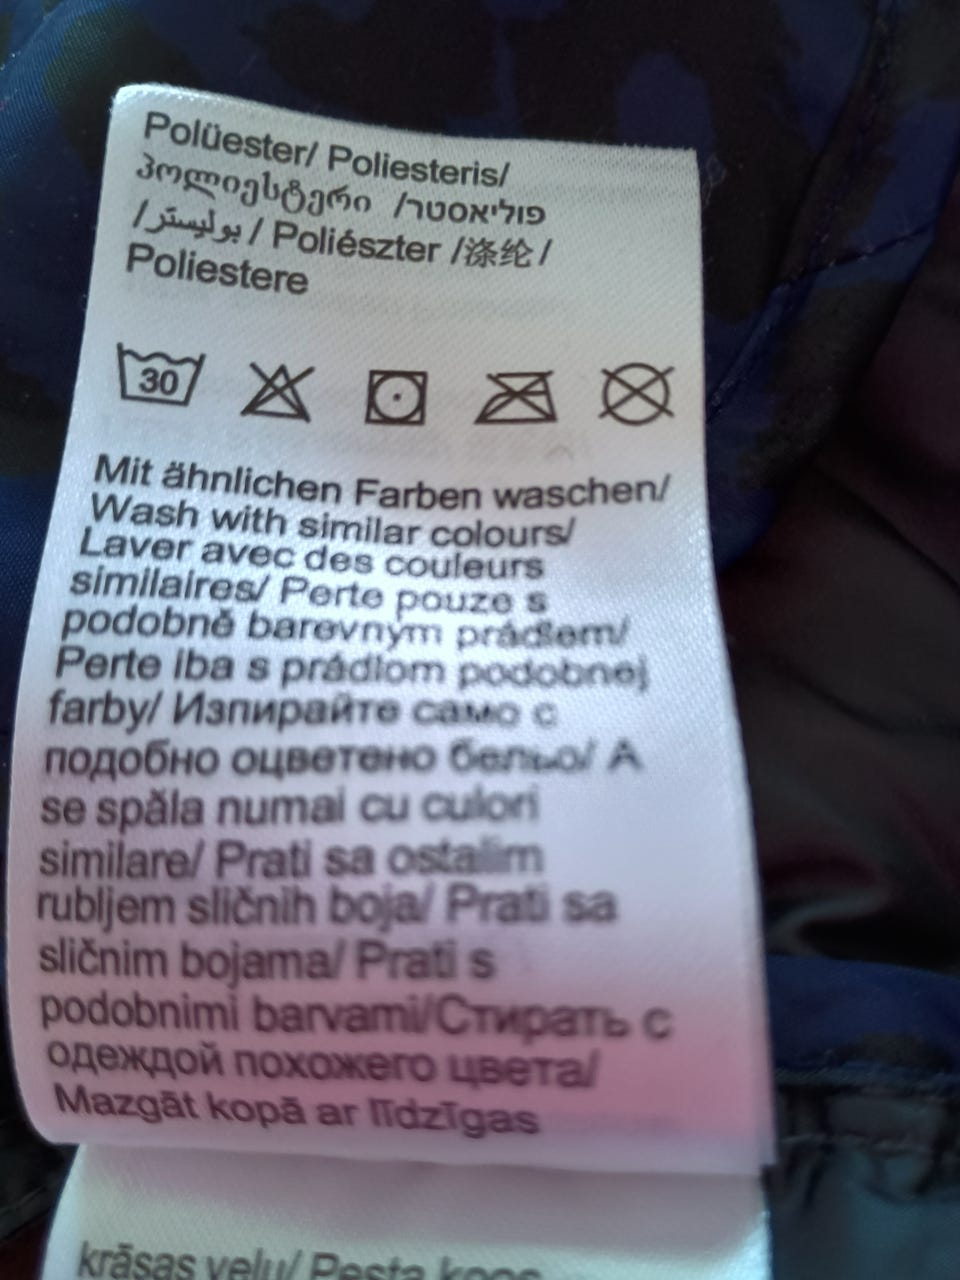 Polüester/ Poliesteris/
პოლიესტერი /פוליאסטר/
/بوليستر/ Poliészter /涤纶/
Poliestere
30
Mit ähnlichen Farben waschen/
Wash with similar colours/
Laver avec des couleurs
similaires/ Perte pouze s
podobně barevným prádlem/
Perte iba s prádlom podobnej
farby/ Изпирайте само с
подобно оцветено бельо/ A
se spăla numai cu culori
similare/ Prati sa ostalim
rubljem sličnih boja/ Prati sa
sličnim bojama/ Prati s
podobnimi barvami/Стирать с
одеждой похожего цвета/
Mazgāt kopā ar līdzīgas
krāsas veļu/ Pesta koos